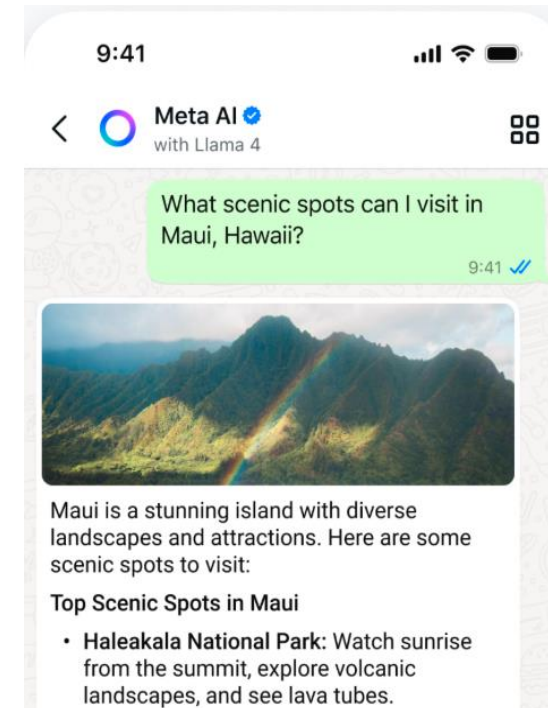 9:41
Meta AI
with Llama 4
What scenic spots can I visit in
Maui, Hawaii?
9:41
Maui is a stunning island with diverse
landscapes and attractions. Here are some
scenic spots to visit:
Top Scenic Spots in Maui
• Haleakala National Park: Watch sunrise
from the summit, explore volcanic
landscapes, and see lava tubes.